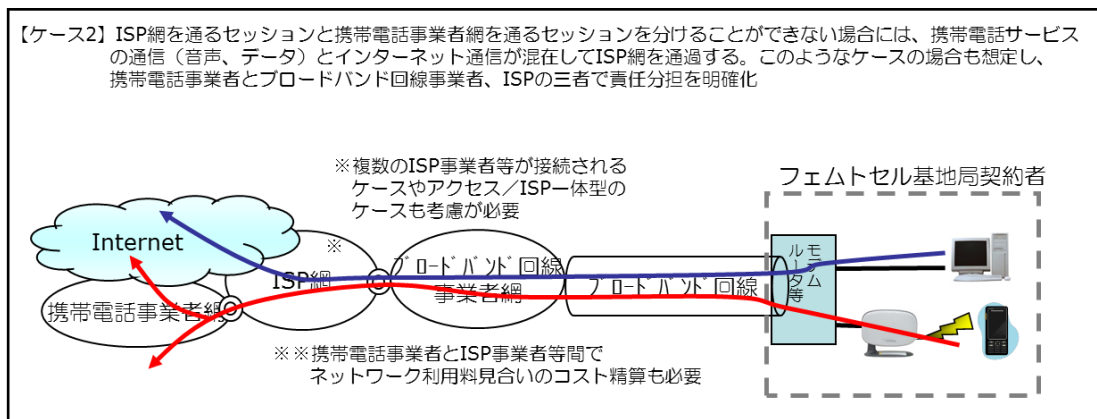 【ケース2】ISP網を通るセッションと携帯電話事業者網を通るセッションを分けることができない場合には、携帯電話サービス
の通信（音声、データ）とインターネット通信が混在してISP網を通過する。このようなケースの場合も想定し、
携帯電話事業者とブロードバンド回線事業者、ISPの三者で責任分担を明確化
※複数のISP事業者等が接続される
ケースやアクセス／ISP一体型の
ケースも考慮が必要
フェムトセル基地局契約者
Internet
※
ISP網
ﾌﾞﾛｰﾄﾞﾊﾞﾝﾄﾞ回線
事業者網
ﾌﾞﾛｰﾄﾞﾊﾞﾝﾄﾞ回線
モデム
ルータ等
携帯電話事業者網
※※携帯電話事業者とISP事業者等間で
ネットワーク利用料見合いのコスト精算も必要